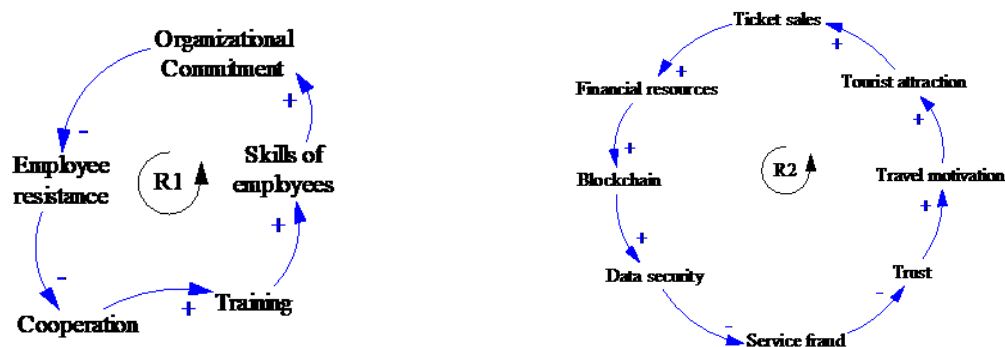 Organizational
Commitment
+
-
Employee
resistance
R1
Skills of
employees
+
-
Cooperation
+
Training
Ticket sales
+
+
Financial resources
Tourist attraction
+
+
Blockchain
R2
Travel motivation
+
+
Data security
Trust
-
-
Service fraud